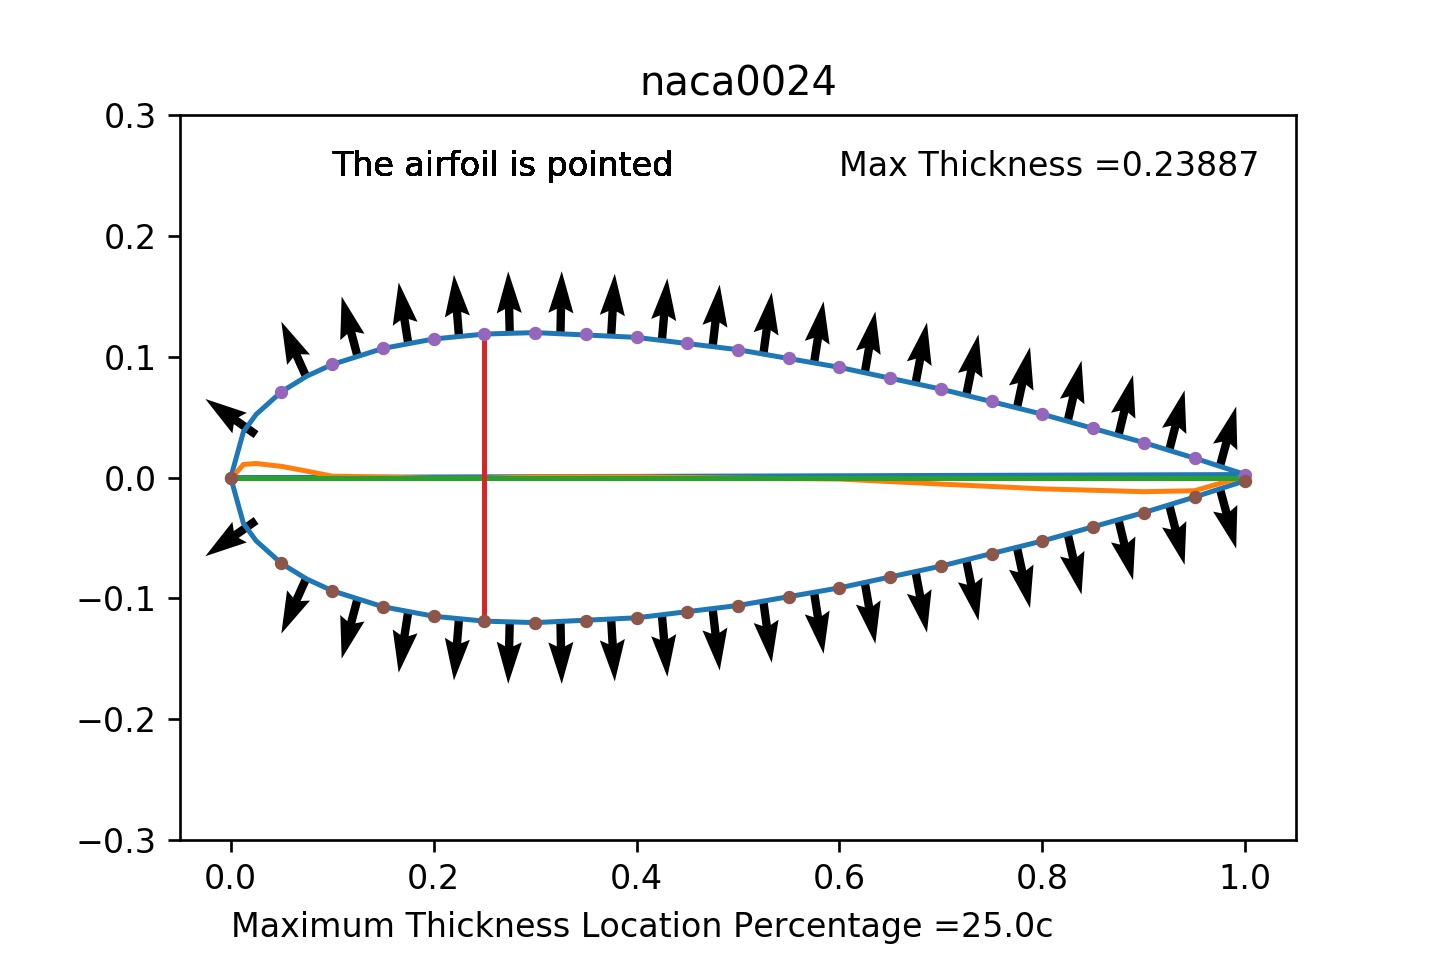 naca0024
The airfoil is pointed
Max Thickness =0.23887
0.3
0.2
0.1
0.0
−0.1
−0.2
−0.3
0.0 0.2 0.4 0.6 0.8 1.0
Maximum Thickness Location Percentage =25.0c